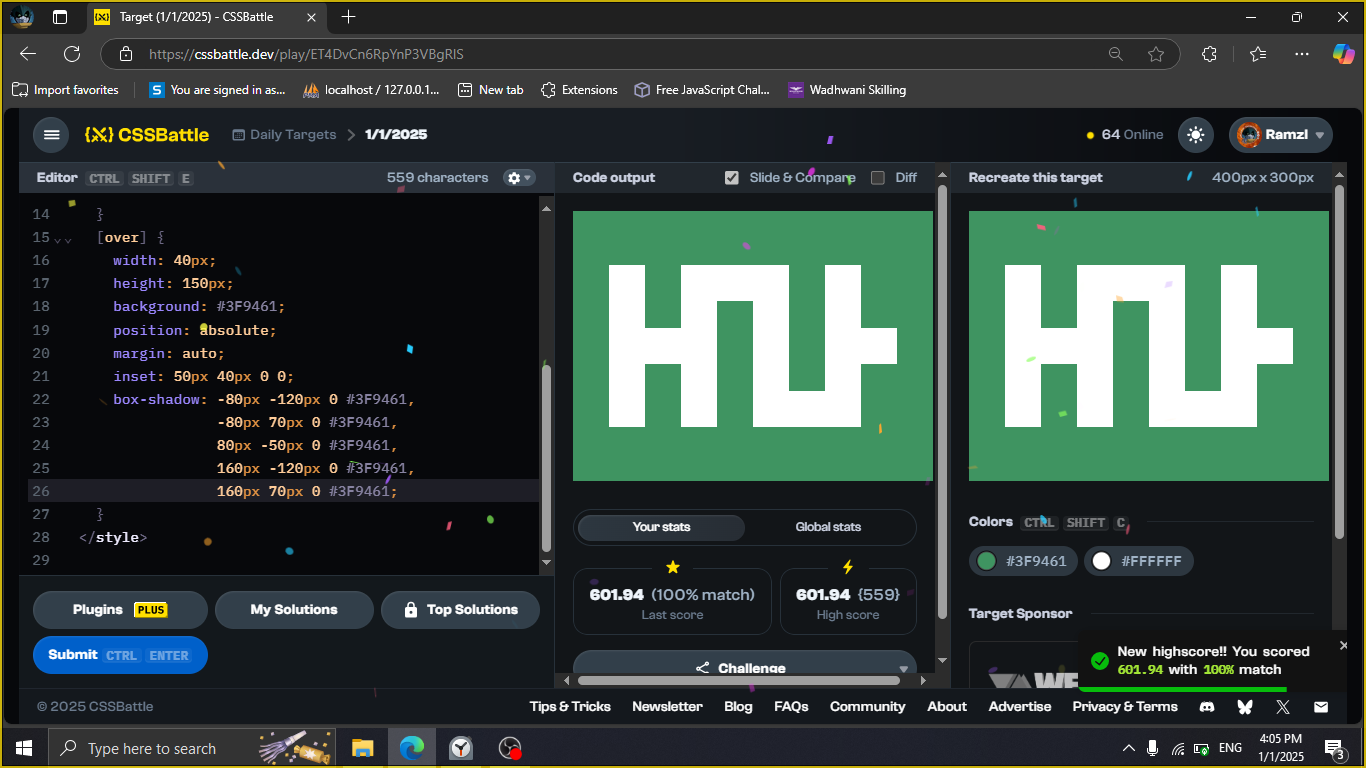 Target (1/1/2025) - CSSBattle
https://cssbattle.dev/play/ET4DvCn6RpYnP3VBgRlS
Import favorites
You are signed in as...
localhost / 127.0.0.1...
New tab
Extensions
Free JavaScript Chal...
Wadhwani Skilling
{X} CSSBattle
Daily Targets > 1/1/2025
64 Online
Ramzl
Editor CTRL SHIFT E
559 characters
14 }
15 [over] {
16 width: 40px;
17 height: 150px;
18 background: #3F9461;
19 position: absolute;
20 margin: auto;
21 inset: 50px 40px 0 0;
22 box-shadow: -80px -120px 0 #3F9461,
23 -80px 70px 0 #3F9461,
24 80px -50px 0 #3F9461,
25 160px -120px 0 #3F9461,
26 160px 70px 0 #3F9461;
27 }
28 </style>
29
Plugins PLUS
My Solutions
Top Solutions
Submit CTRL ENTER
Code output
Slide & Compare
Diff
Your stats
Global stats
601.94 (100% match)
Last score
601.94 {559}
High score
Challenge
Recreate this target
400px x 300px
Colors CTRL SHIFT C
#3F9461
#FFFFFF
Target Sponsor
New highscore!! You scored
601.94 with 100% match
© 2025 CSSBattle
Tips & Tricks
Newsletter
Blog
FAQs
Community
About
Advertise
Privacy & Terms
Type here to search
ENG
4:05 PM
1/1/2025
3